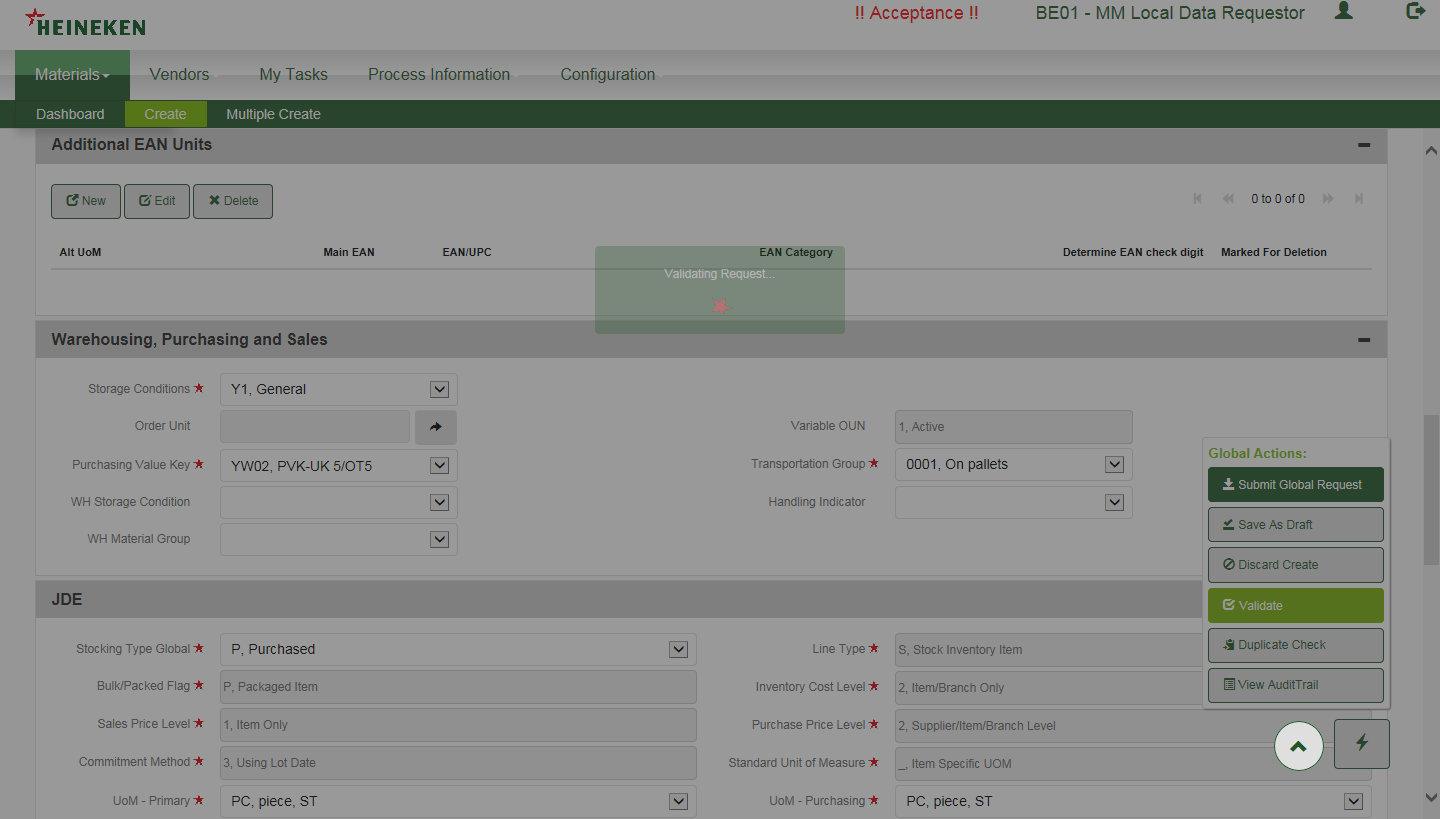 HEINEKEN
!! Acceptance !!
BE01 - MM Local Data Requestor
Materials
Vendors
My Tasks
Process Information
Configuration
Dashboard
Create
Multiple Create
Additional EAN Units
New
Edit
Delete
0 to 0 of 0
Alt UoM
Main EAN
EAN/UPC
EAN Category
Determine EAN check digit
Marked For Deletion
Validating Request...
Warehousing, Purchasing and Sales
Storage Conditions
Y1, General
Order Unit
Variable OUN
1, Active
Purchasing Value Key
YW02, PVK-UK 5/OT5
Transportation Group
0001, On pallets
WH Storage Condition
Handling Indicator
WH Material Group
Global Actions:
Submit Global Request
Save As Draft
Discard Create
Validate
Duplicate Check
View AuditTrail
JDE
Stocking Type Global
P, Purchased
Line Type
S, Stock Inventory Item
Bulk/Packed Flag
P, Packaged Item
Inventory Cost Level
2, Item/Branch Only
Sales Price Level
1, Item Only
Purchase Price Level
2, Supplier/Item/Branch Level
Commitment Method
3, Using Lot Date
Standard Unit of Measure
_, Item Specific UOM
UoM - Primary
PC, piece, ST
UoM - Purchasing
PC, piece, ST